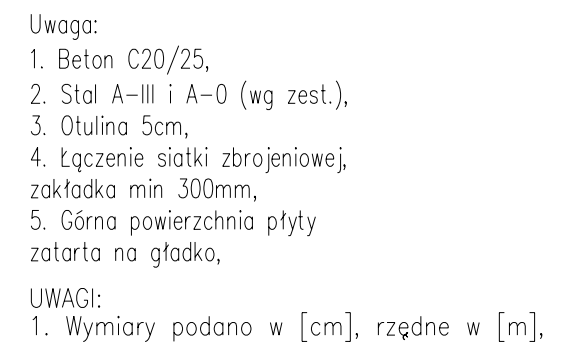 Uwaga:
1. Beton C20/25,
2. Stal A-III i A-0 (wg zest.),
3. Otulina 5cm,
4. Łączenie siatki zbrojeniowej,
zakładka min 300mm,
5. Górna powierzchnia płyty
zatarta na gładko,
UWAGI:
1. Wymiary podano w [cm], rzędne w [m],